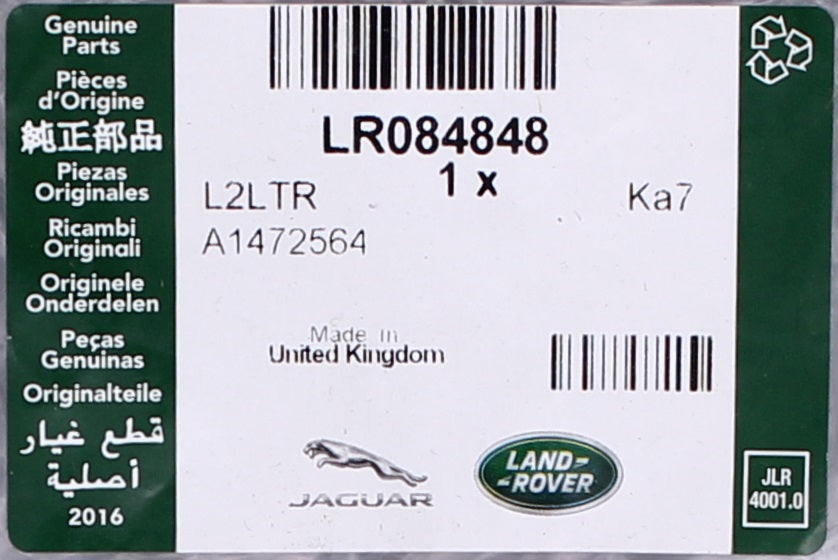 Genuine
Parts
Pièces
d'Origine
純正部品
Piezas
Originales
Ricambi
Originali
Originele
Onderdelen
Peças
Genuinas
Originalteile
قطع غيار
أصلية
2016
LR084848
1 x
L2LTR
Ka7
A1472564
Made in
United Kingdom
JAGUAR
LAND-
-ROVER
JLR
4001.0